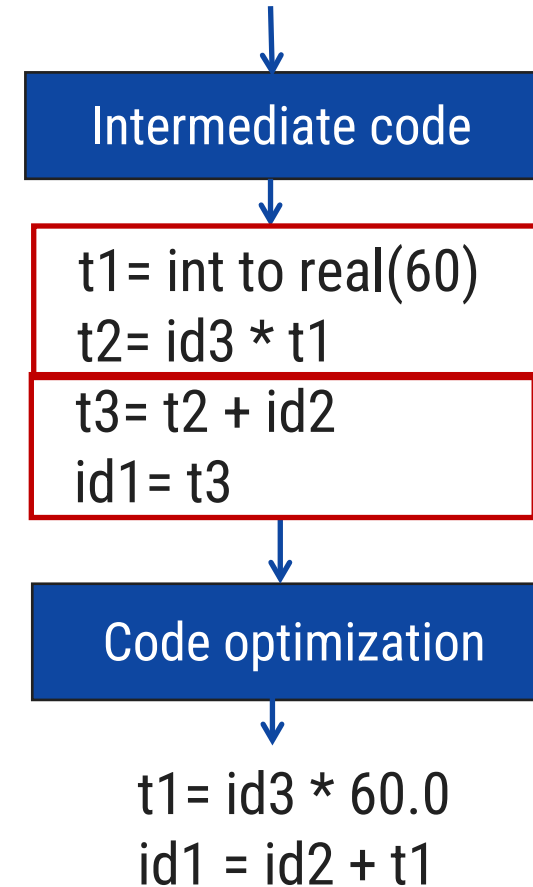 Intermediate code
t1= int to real(60)
t2= id3 * t1
t3= t2 + id2
id1= t3
Code optimization
t1= id3 * 60.0
id1 = id2 + t1